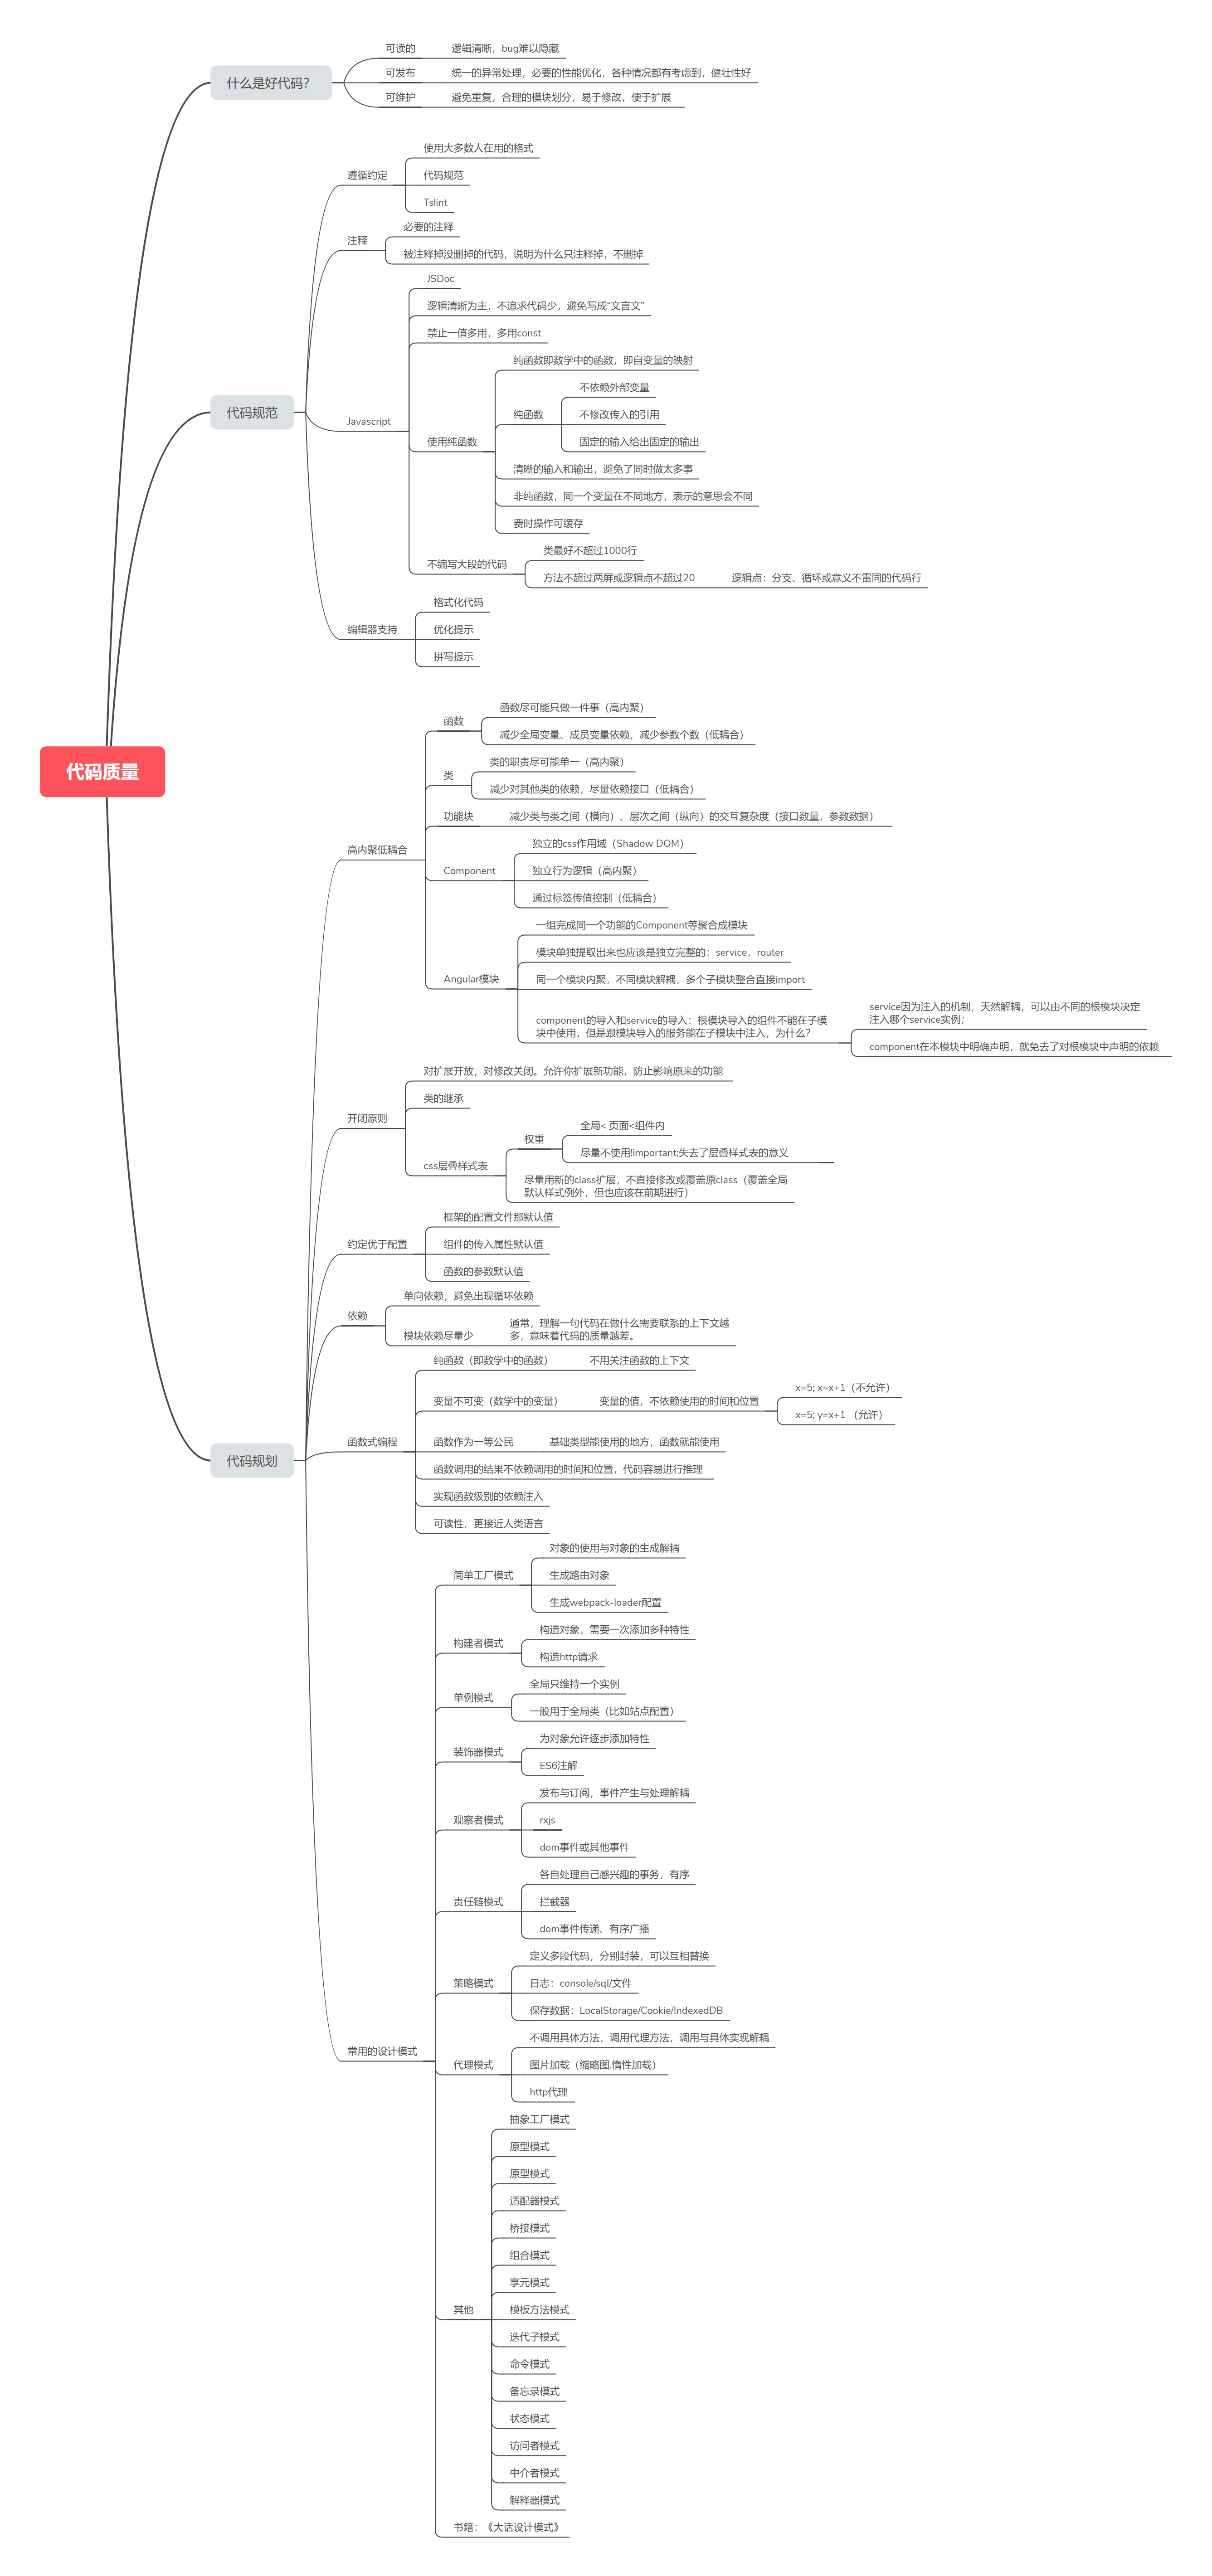 代码质量
什么是好代码？
可读的
逻辑清晰，bug难以隐藏
可发布
统一的异常处理，必要的性能优化，各种情况都有考虑到，健壮性好
可维护
避免重复，合理的模块划分，易于修改，便于扩展
代码规范
遵循约定
使用大多数人在用的格式
代码规范
Tslint
注释
必要的注释
被注释掉没删掉的代码，说明为什么只注释掉，不删掉
Javascript
JSDoc
逻辑清晰为主，不追求代码少，避免写成“文言文”
禁止一值多用，多用const
使用纯函数
纯函数即数学中的函数，即自变量的映射
纯函数
不依赖外部变量
不修改传入的引用
固定的输入给出固定的输出
清晰的输入和输出，避免了同时做太多事
非纯函数，同一个变量在不同地方，表示的意思会不同
费时操作可缓存
不编写大段的代码
类最好不超过1000行
方法不超过两屏或逻辑点不超过20
逻辑点：分支、循环或意义不雷同的代码行
编辑器支持
格式化代码
优化提示
拼写提示
代码规划
高内聚低耦合
函数
函数尽可能只做一件事（高内聚）
减少全局变量、成员变量依赖，减少参数个数（低耦合）
类
类的职责尽可能单一（高内聚）
减少对其他类的依赖，尽量依赖接口（低耦合）
功能块
减少类与类之间（横向）、层次之间（纵向）的交互复杂度（接口数量，参数数据）
Component
独立的css作用域（Shadow DOM）
独立行为逻辑（高内聚）
通过标签传值控制（低耦合）
Angular模块
一组完成同一个功能的Component等聚合成模块
模块单独提取出来也应该是独立完整的：service，router
同一个模块内聚，不同模块解耦，多个子模块整合直接import
component的导入和service的导入：根模块导入的组件不能在子模
块中使用，但是跟模块导入的服务能在子模块中注入，为什么？
service因为注入的机制，天然解耦，可以由不同的根模块决定
注入哪个service实例；
component在本模块中明确声明，就免去了对根模块中声明的依赖
开闭原则
对扩展开放，对修改关闭。允许你扩展新功能，防止影响原来的功能
类的继承
css层叠样式表
权重
全局< 页面<组件内
尽量不使用!important;失去了层叠样式表的意义
尽量用新的class扩展，不直接修改或覆盖原class（覆盖全局
默认样式例外，但也应该在前期进行）
约定优于配置
框架的配置文件那默认值
组件的传入属性默认值
函数的参数默认值
依赖
单向依赖，避免出现循环依赖
模块依赖尽量少
通常，理解一句代码在做什么需要联系的上下文越
多，意味着代码的质量越差。
函数式编程
纯函数（即数学中的函数）
不用关注函数的上下文
变量不可变（数学中的变量）
变量的值，不依赖使用的时间和位置
x=5; x=x+1（不允许）
x=5; y=x+1 （允许）
函数作为一等公民
基础类型能使用的地方，函数就能使用
函数调用的结果不依赖调用的时间和位置，代码容易进行推理
实现函数级别的依赖注入
可读性，更接近人类语言
常用的设计模式
简单工厂模式
对象的使用与对象的生成解耦
生成路由对象
生成webpack-loader配置
构建者模式
构造对象，需要一次添加多种特性
构造http请求
单例模式
全局只维持一个实例
一般用于全局类（比如站点配置）
装饰器模式
为对象允许逐步添加特性
ES6注解
观察者模式
发布与订阅，事件产生与处理解耦
rxjs
dom事件或其他事件
责任链模式
各自处理自己感兴趣的事务，有序
拦截器
dom事件传递、有序广播
策略模式
定义多段代码，分别封装，可以互相替换
日志：console/sql/文件
保存数据：LocalStorage/Cookie/IndexedDB
代理模式
不调用具体方法，调用代理方法，调用与具体实现解耦
图片加载（缩略图,惰性加载）
http代理
其他
抽象工厂模式
原型模式
原型模式
适配器模式
桥接模式
组合模式
享元模式
模板方法模式
迭代子模式
命令模式
备忘录模式
状态模式
访问者模式
中介者模式
解释器模式
书籍：《大话设计模式》